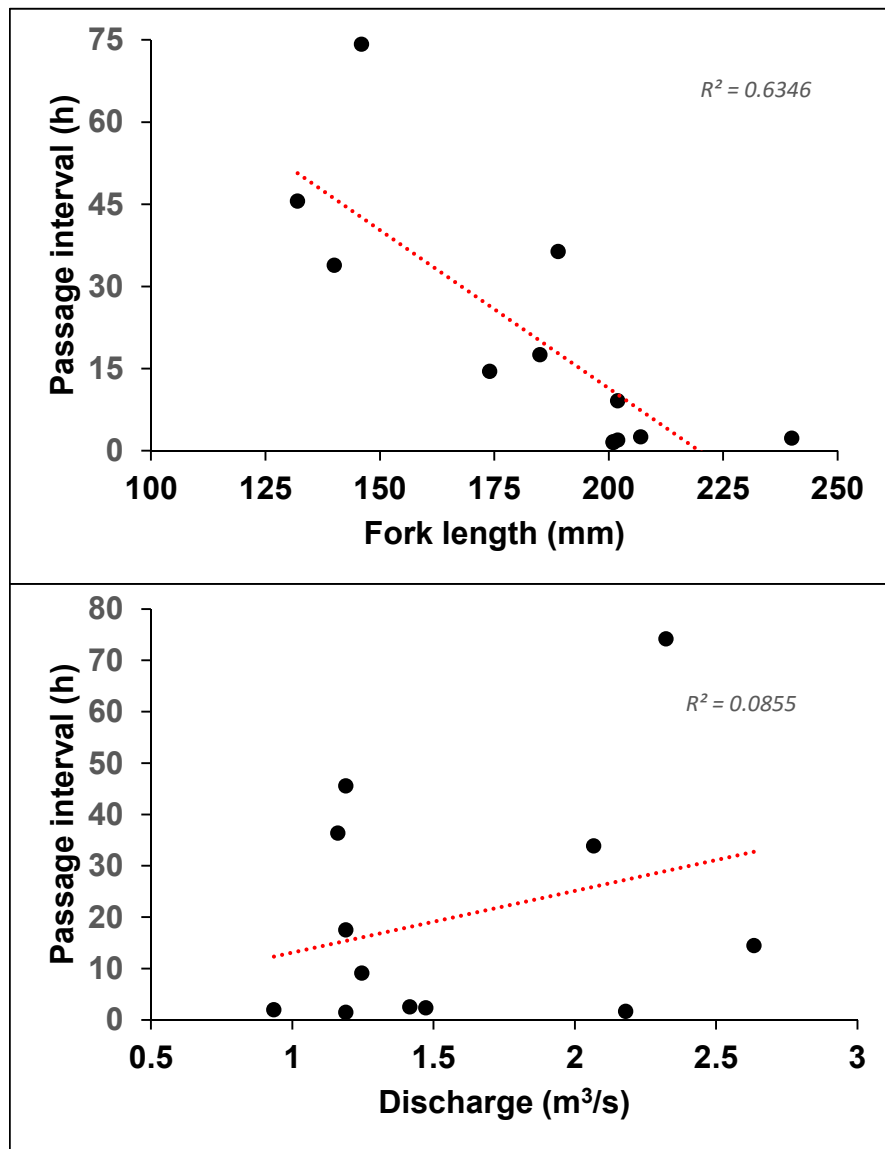 75
60
45
30
15
0
Passage interval (h)
R² = 0.6346
100 125 150 175 200 225 250
Fork length (mm)
80
70
60
50
40
30
20
10
0
Passage interval (h)
R² = 0.0855
0.5 1 1.5 2 2.5 3
Discharge (m³/s)